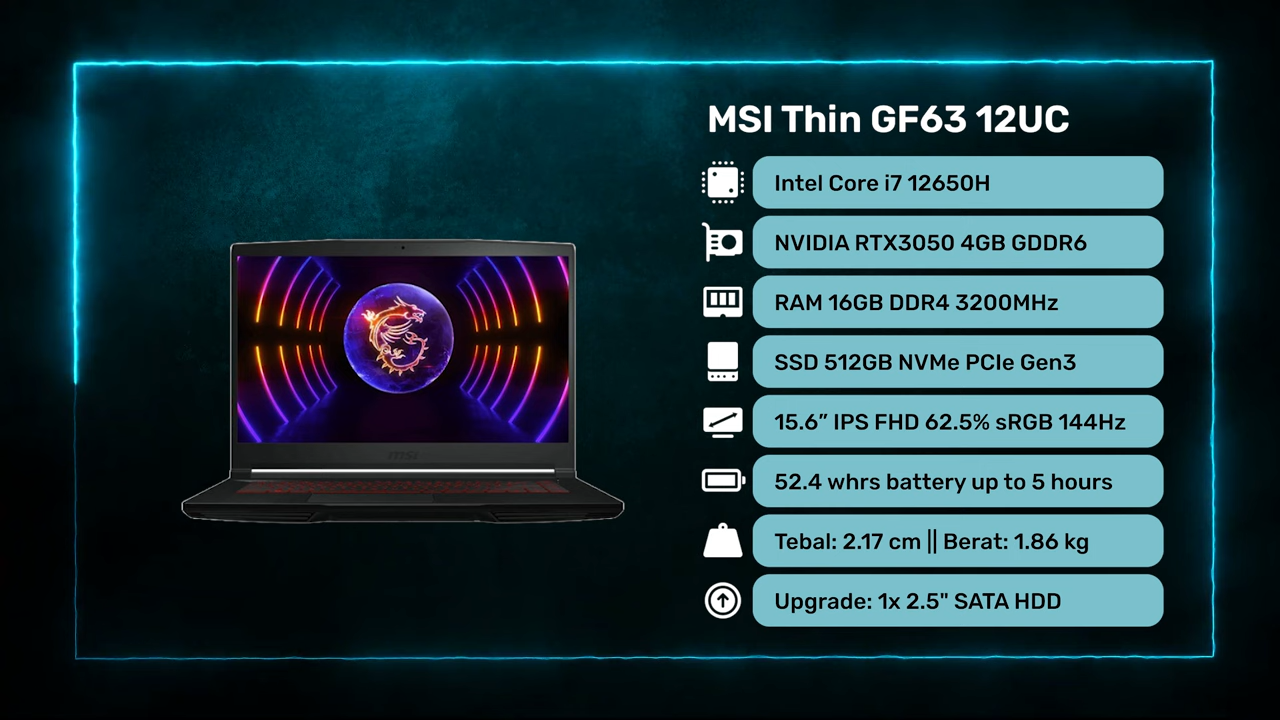 MSI Thin GF63 12UC
Intel Core i7 12650H
NVIDIA RTX3050 4GB GDDR6
RAM 16GB DDR4 3200MHz
SSD 512GB NVMe PCIe Gen3
15.6” IPS FHD 62.5% sRGB 144Hz
52.4 whrs battery up to 5 hours
Tebal: 2.17 cm || Berat: 1.86 kg
Upgrade: 1x 2.5" SATA HDD
msi